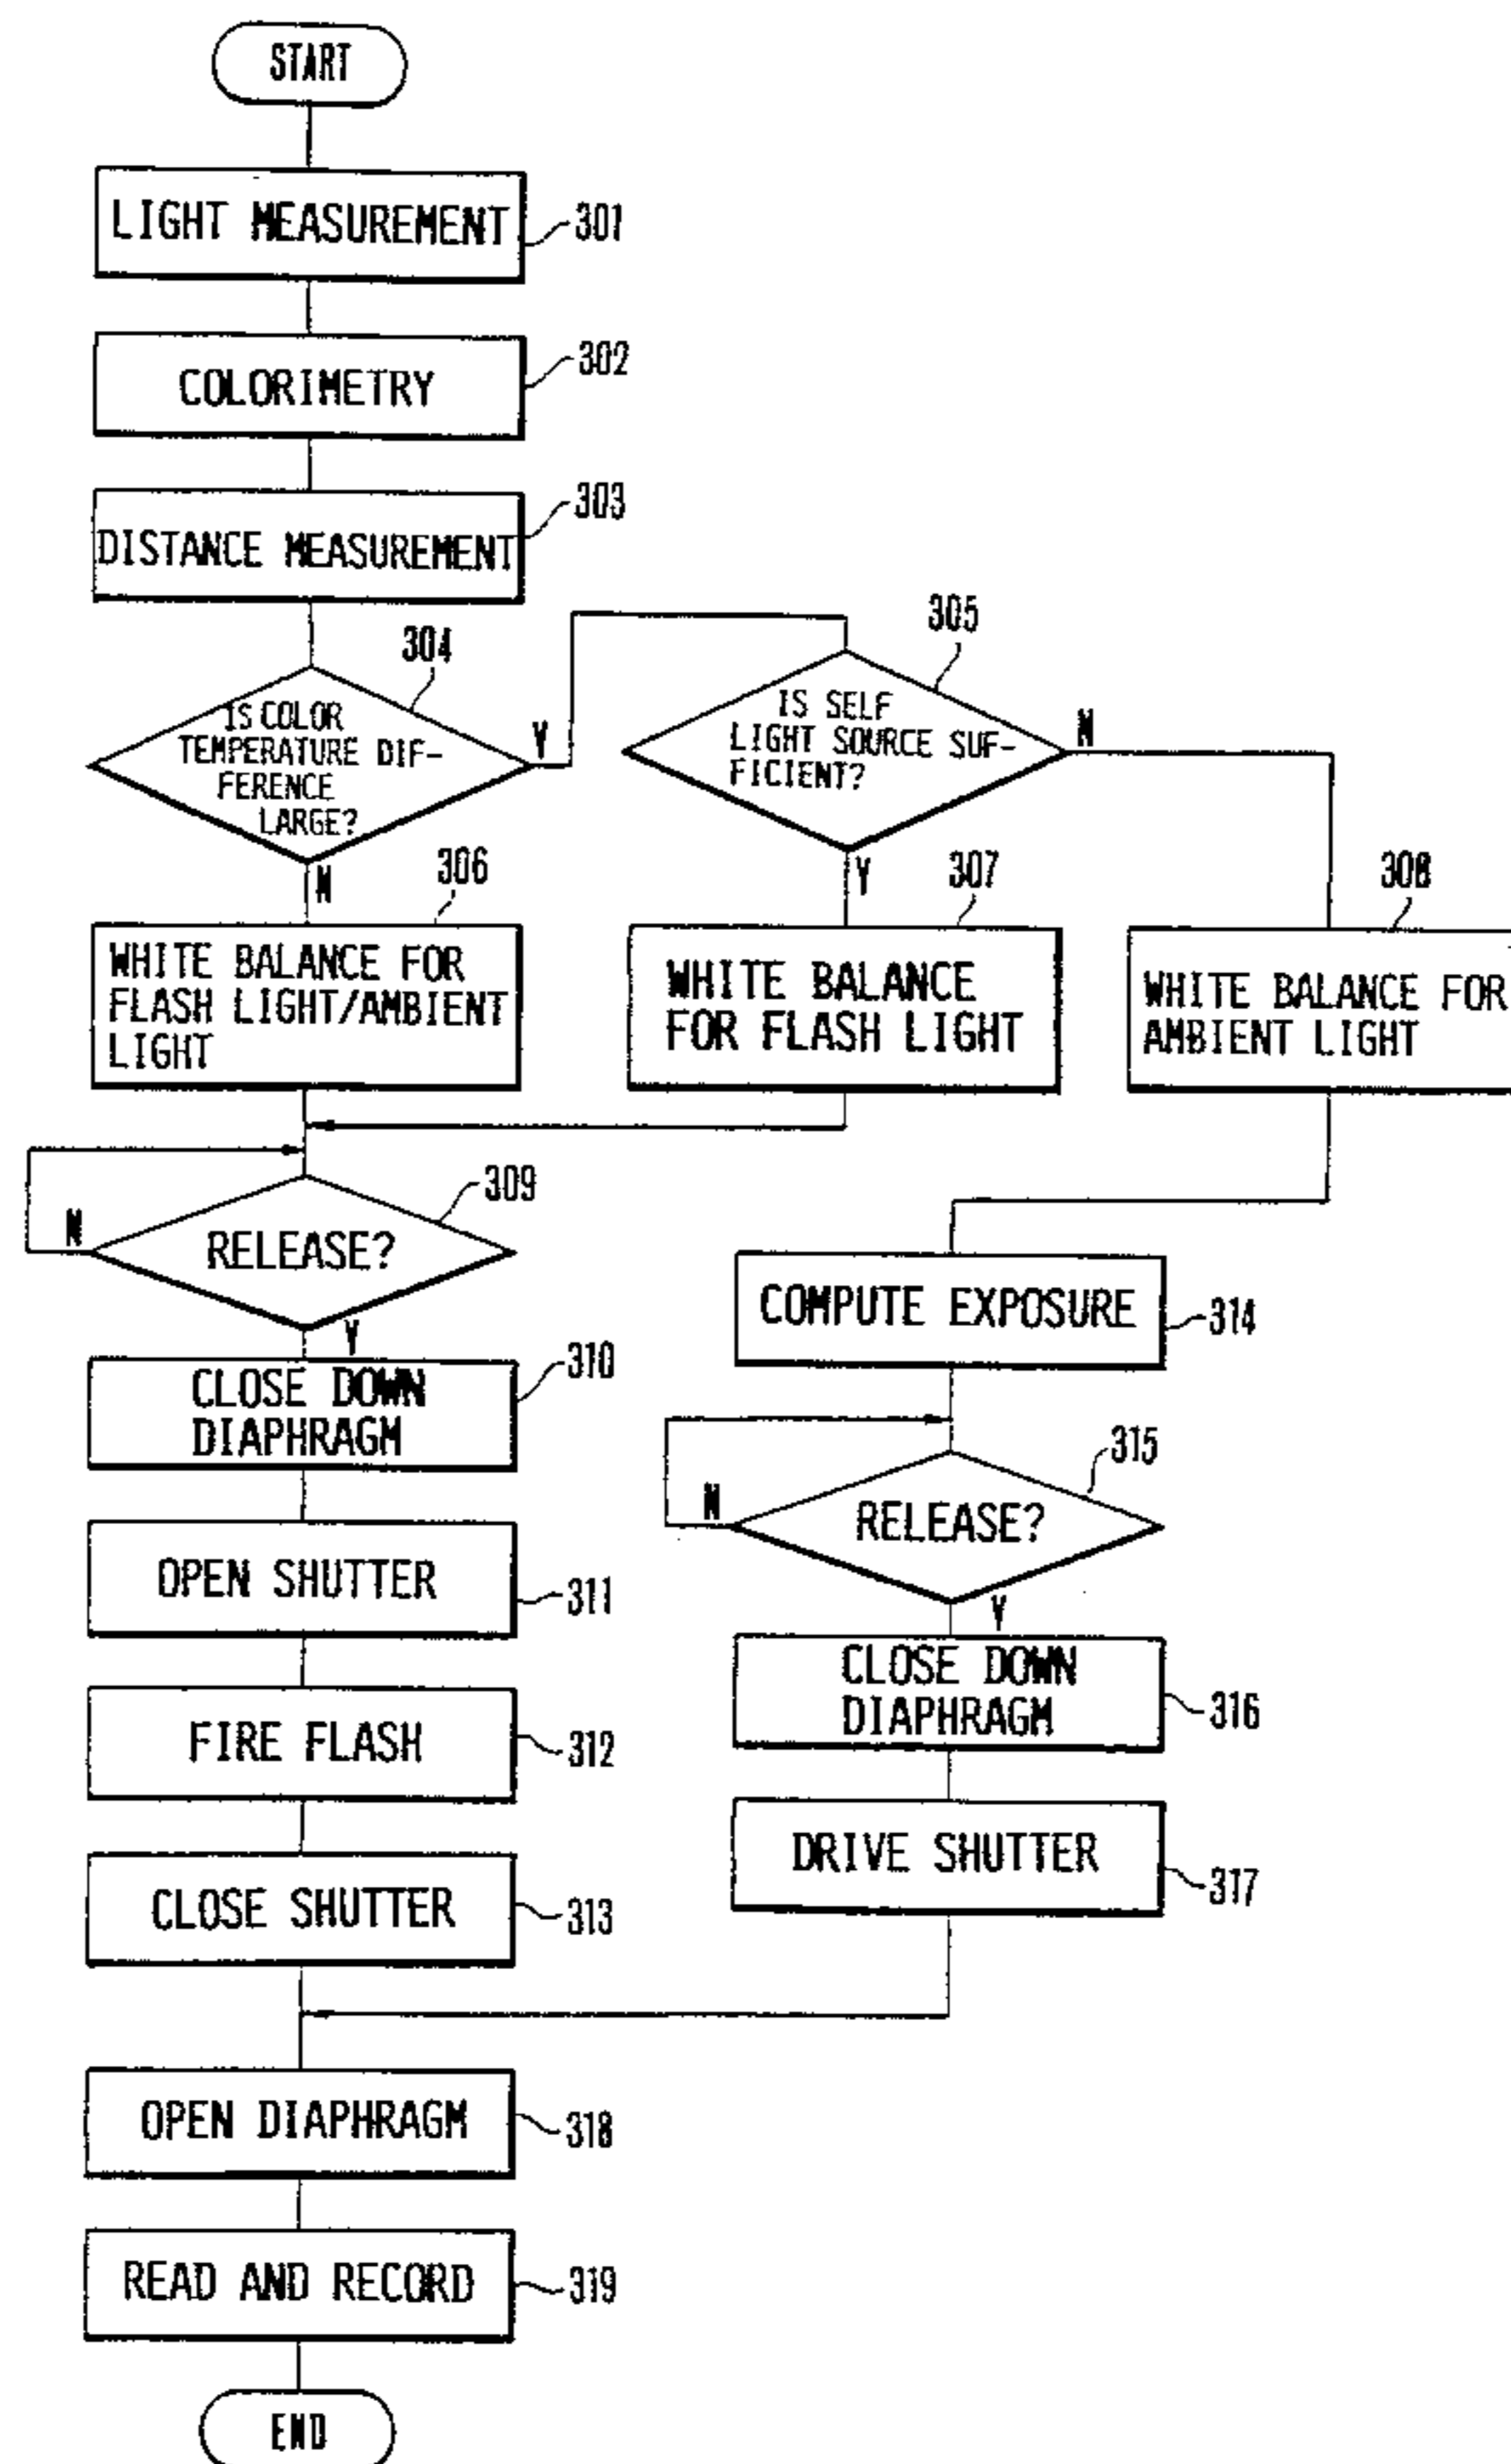 START
LIGHT MEASUREMENT
301
COLORIMETRY
302
DISTANCE MEASUREMENT
303
304
IS COLOR
TEMPERATURE DIF-
FERENCE
LARGE?
Y
N
305
IS SELF
LIGHT SOURCE SUF-
FICIENT?
N
Y
306
WHITE BALANCE FOR
FLASH LIGHT/AMBIENT
LIGHT
307
WHITE BALANCE
FOR FLASH LIGHT
308
WHITE BALANCE FOR
AMBIENT LIGHT
309
RELEASE?
N
Y
CLOSE DOWN
DIAPHRAGM
310
OPEN SHUTTER
311
FIRE FLASH
312
CLOSE SHUTTER
313
COMPUTE EXPOSURE
314
315
RELEASE?
N
Y
CLOSE DOWN
DIAPHRAGM
316
DRIVE SHUTTER
317
OPEN DIAPHRAGM
318
READ AND RECORD
319
END